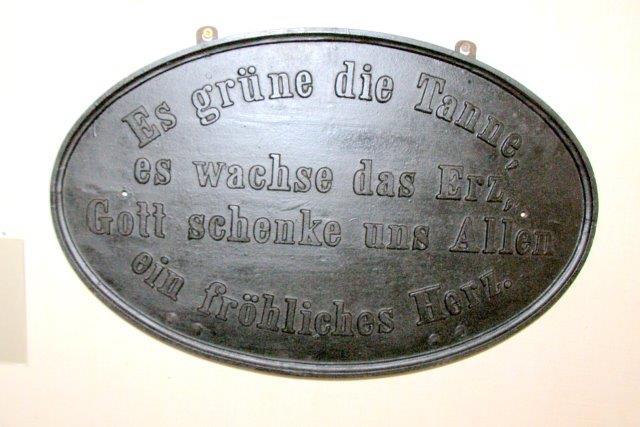 Es grüne die Tanne,
es wachse das Erz,
Gott schenke uns Allen
ein fröhliches Herz.